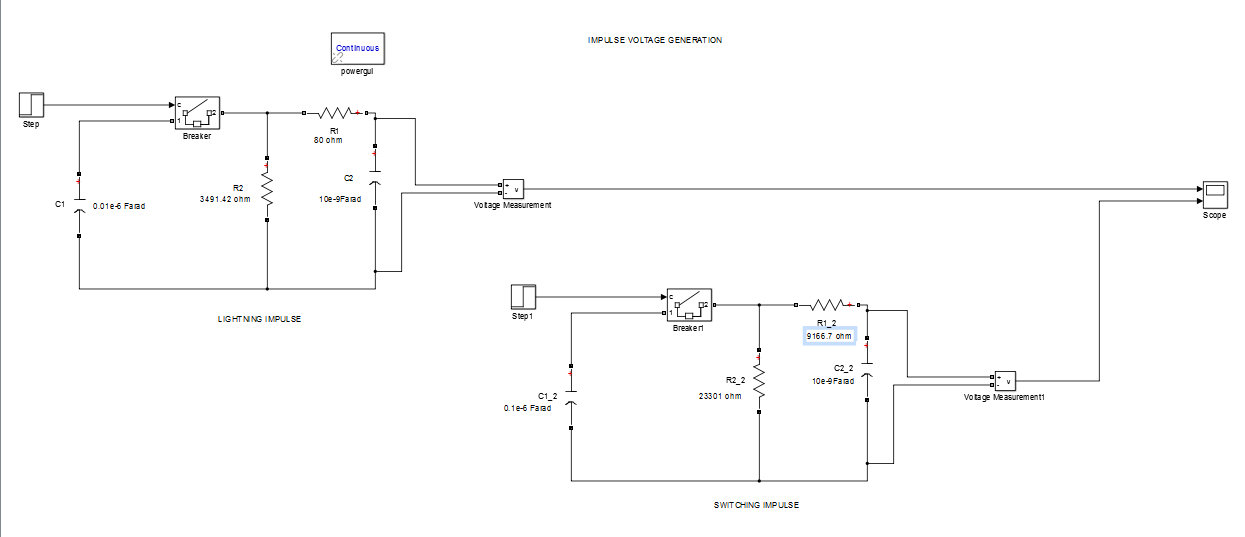 IMPULSE VOLTAGE GENERATION
Continuous
powergui
Step
c
1
2
Breaker
R1
80 ohm
R2
3491.42 ohm
C1
0.01e-6 Farad
C2
10e-9Farad
+
-
v
Voltage Measurement
Scope
LIGHTNING IMPULSE
Step1
c
1
2
Breaker1
R1_2
9166.7 ohm
R2_2
23301 ohm
C1_2
0.1e-6 Farad
C2_2
10e-9Farad
+
-
v
Voltage Measurement1
SWITCHING IMPULSE